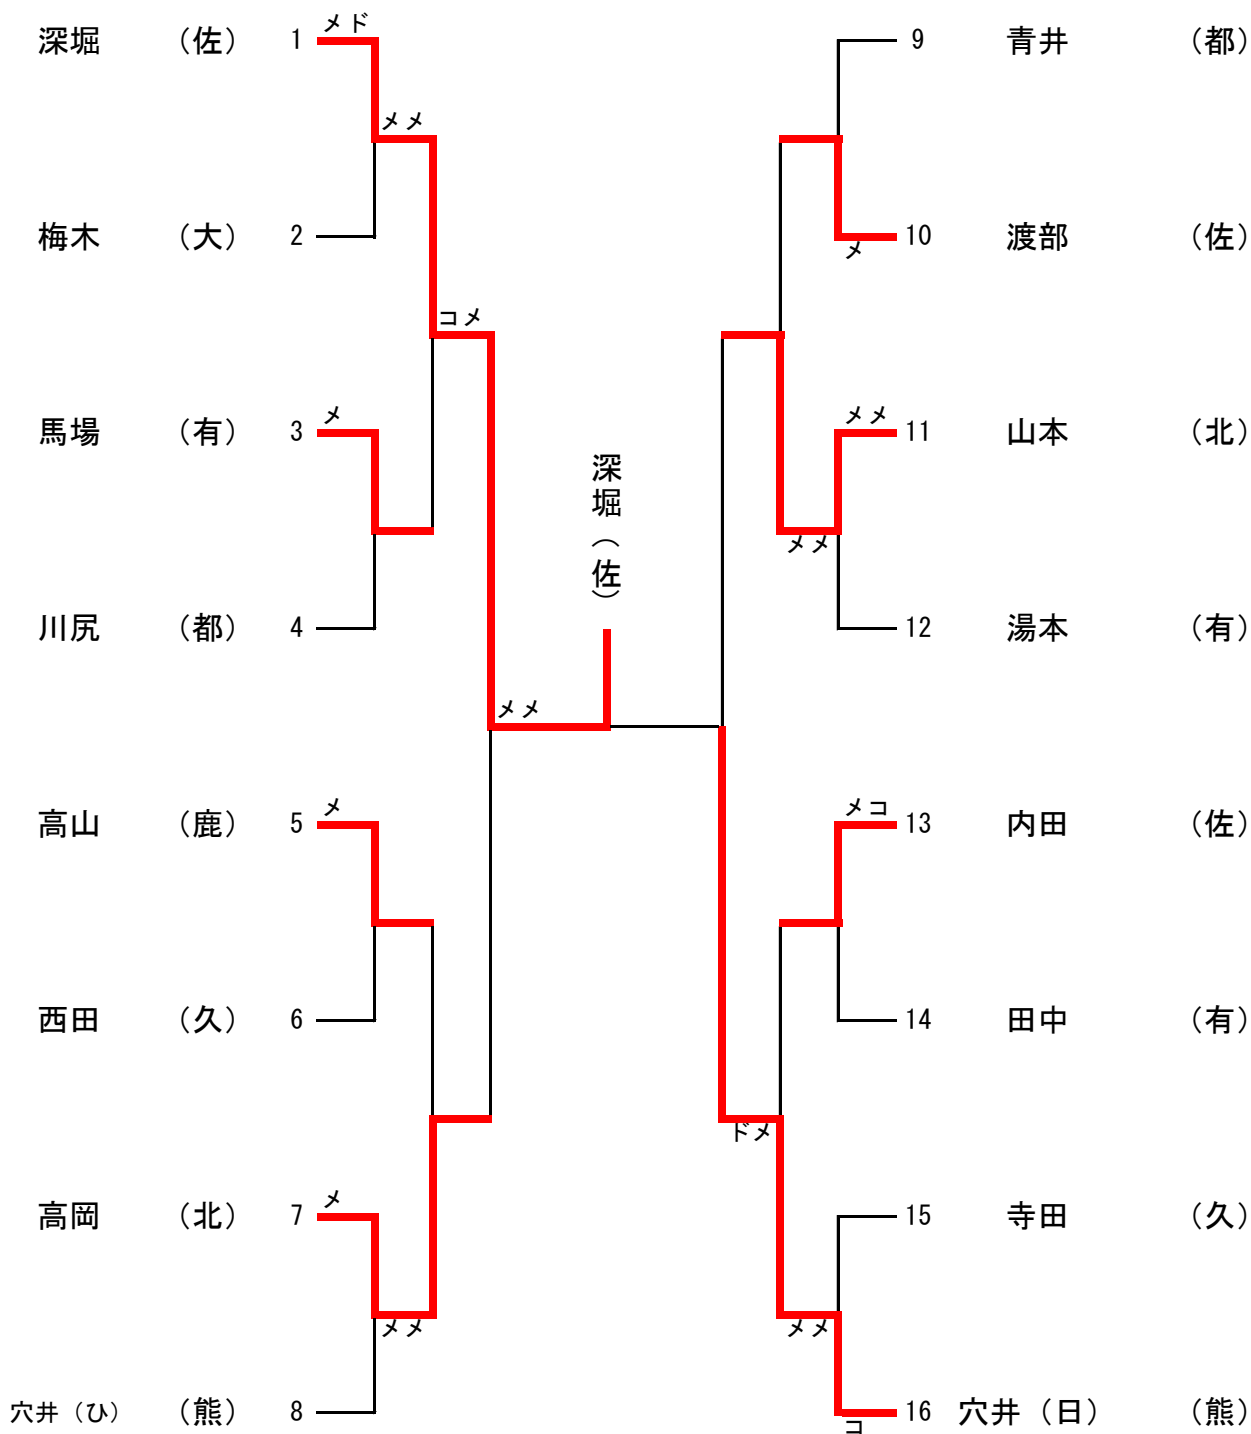 深堀 （佐） 1 メド
メメ
梅木 （大） 2
コメ
馬場 （有） 3 メ
川尻 （都） 4
高山 （鹿） 5 メ
西田 （久） 6
高岡 （北） 7 メ
メメ
穴井（ひ） （熊） 8
深堀（佐）
メメ
9 青井 （都）
10 渡部 （佐）
メ
メメ 11 山本 （北）
メメ
12 湯本 （有）
メコ 13 内田 （佐）
14 田中 （有）
ドメ
15 寺田 （久）
メメ
16 穴井（日） （熊）
コ